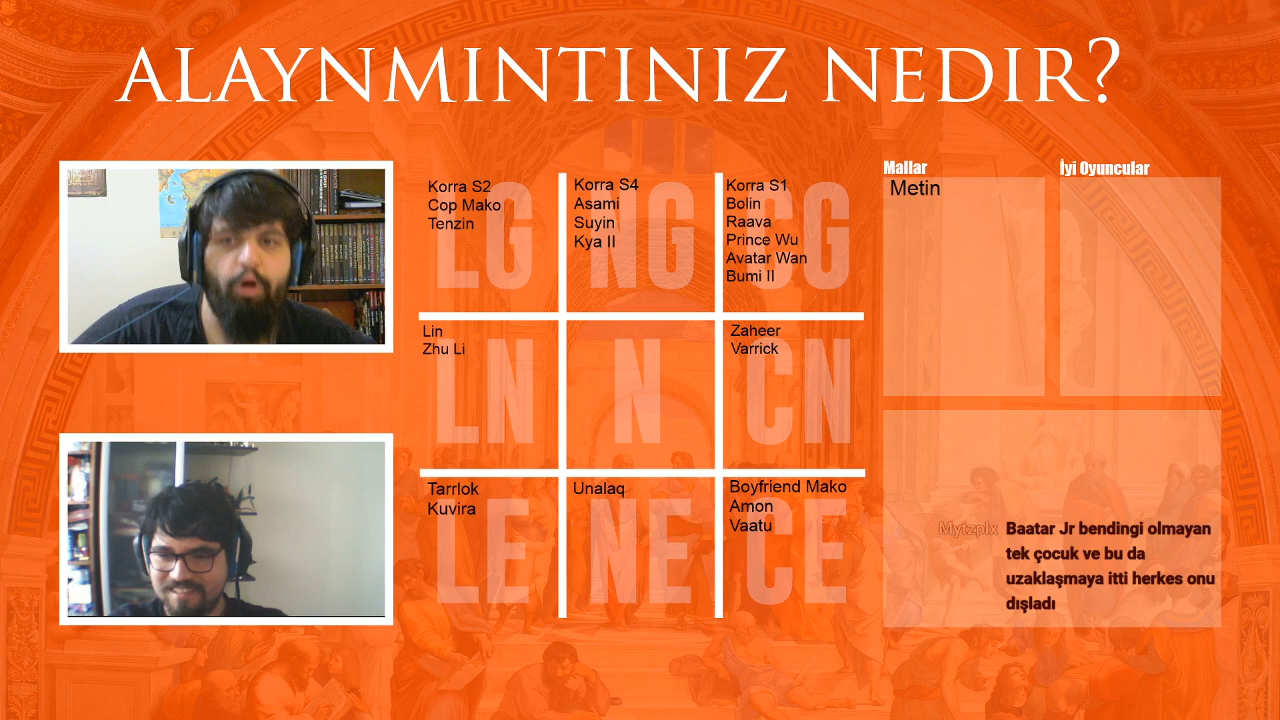 ALAYNMINTINIZ NEDIR?
Mallar
İyi Oyuncular
Metin
Korra S2
Cop Mako
Tenzin
LG
Korra S4
Asami
Suyin
Kya II
NG
Korra S1
Bolin
Raava
Prince Wu
Avatar Wan
Bumi II
CG
Lin
Zhu Li
LN
N
Zaheer
Varrick
CN
Tarrlok
Kuvira
LE
Unalaq
NE
Boyfriend Mako
Amon
Vaatu
CE
Mytzplx Baatar Jr bendingi olmayan
tek çocuk ve bu da
uzaklaşmaya itti herkes onu
dışladı